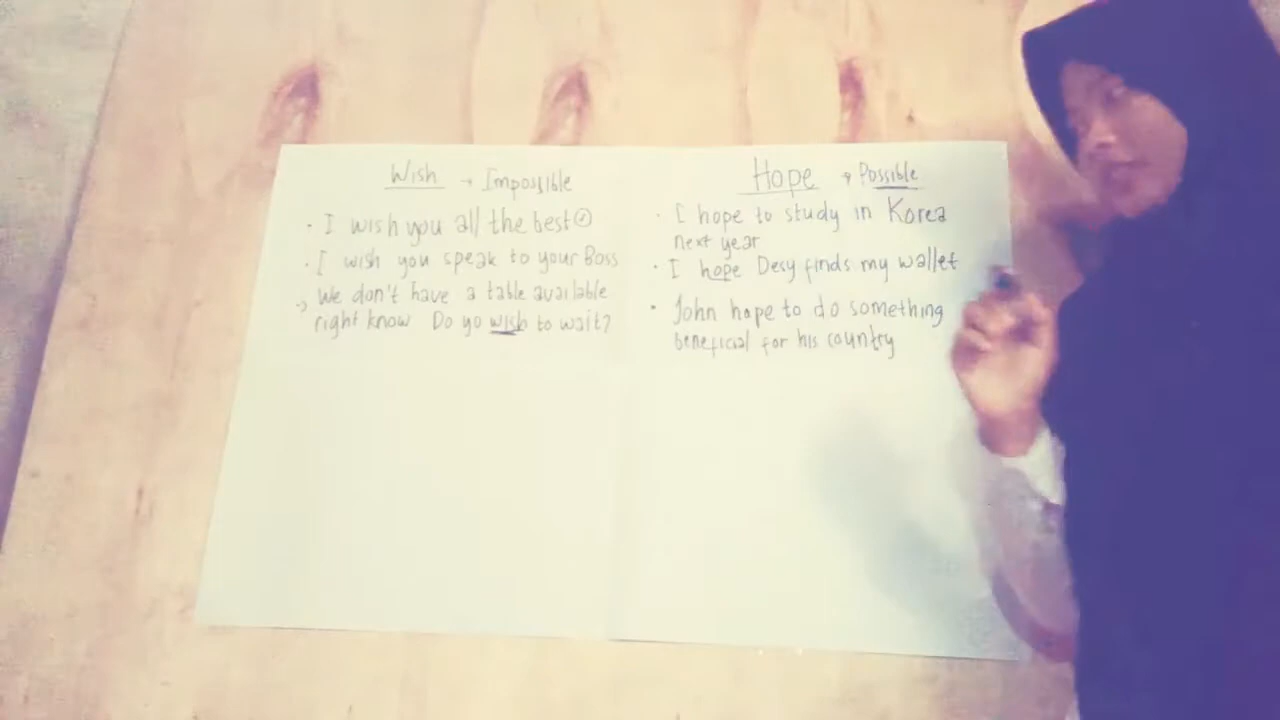 Wish → Impossible
· I wish you all the best
· I wish you speak to your Boss
→ We don't have a table available
right know Do yo wish to wait?
Hope → Possible
· I hope to study in Korea
next year
· I hope Desy finds my wallet
· John hope to do something
beneficial for his country